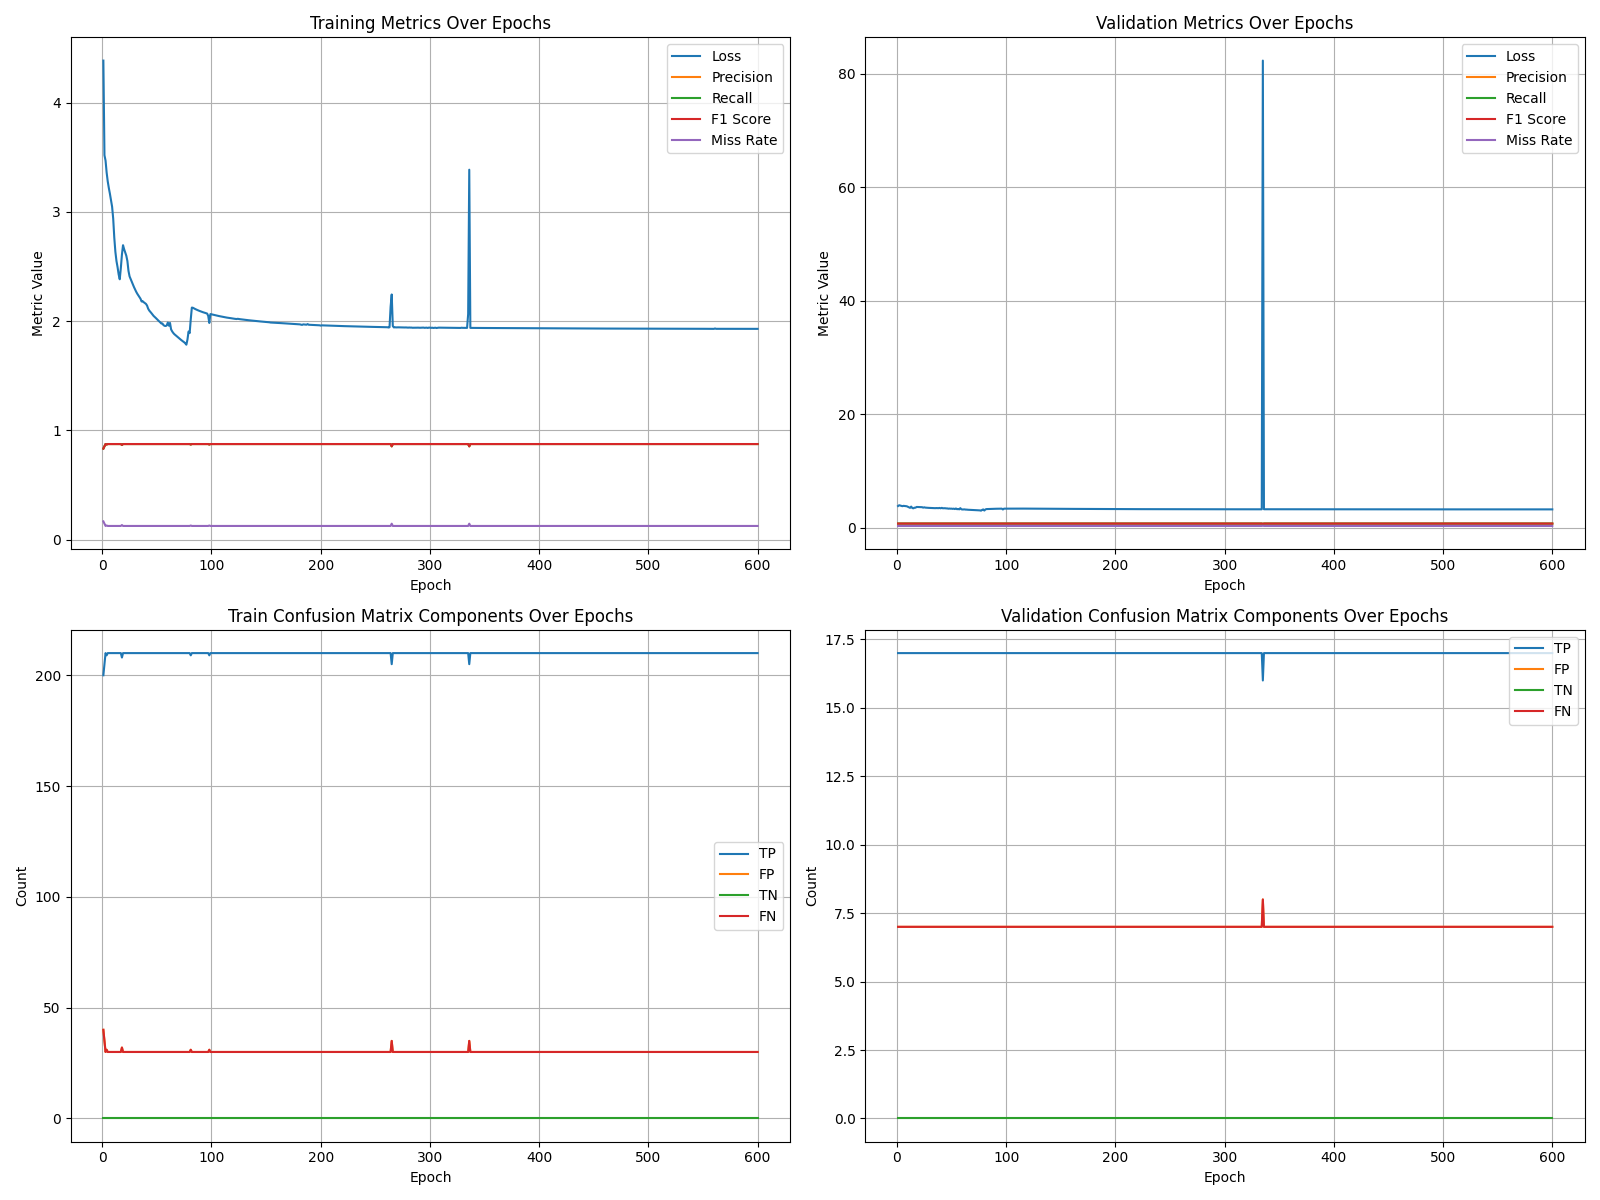 Training Metrics Over Epochs
Metric Value
4
3
2
1
0
0 100 200 300 400 500 600
Epoch
Loss
Precision
Recall
F1 Score
Miss Rate
Validation Metrics Over Epochs
Metric Value
80
60
40
20
0
0 100 200 300 400 500 600
Epoch
Loss
Precision
Recall
F1 Score
Miss Rate
Train Confusion Matrix Components Over Epochs
Count
200
150
100
50
0
0 100 200 300 400 500 600
Epoch
TP
FP
TN
FN
Validation Confusion Matrix Components Over Epochs
Count
17.5
15.0
12.5
10.0
7.5
5.0
2.5
0.0
0 100 200 300 400 500 600
Epoch
TP
FP
TN
FN